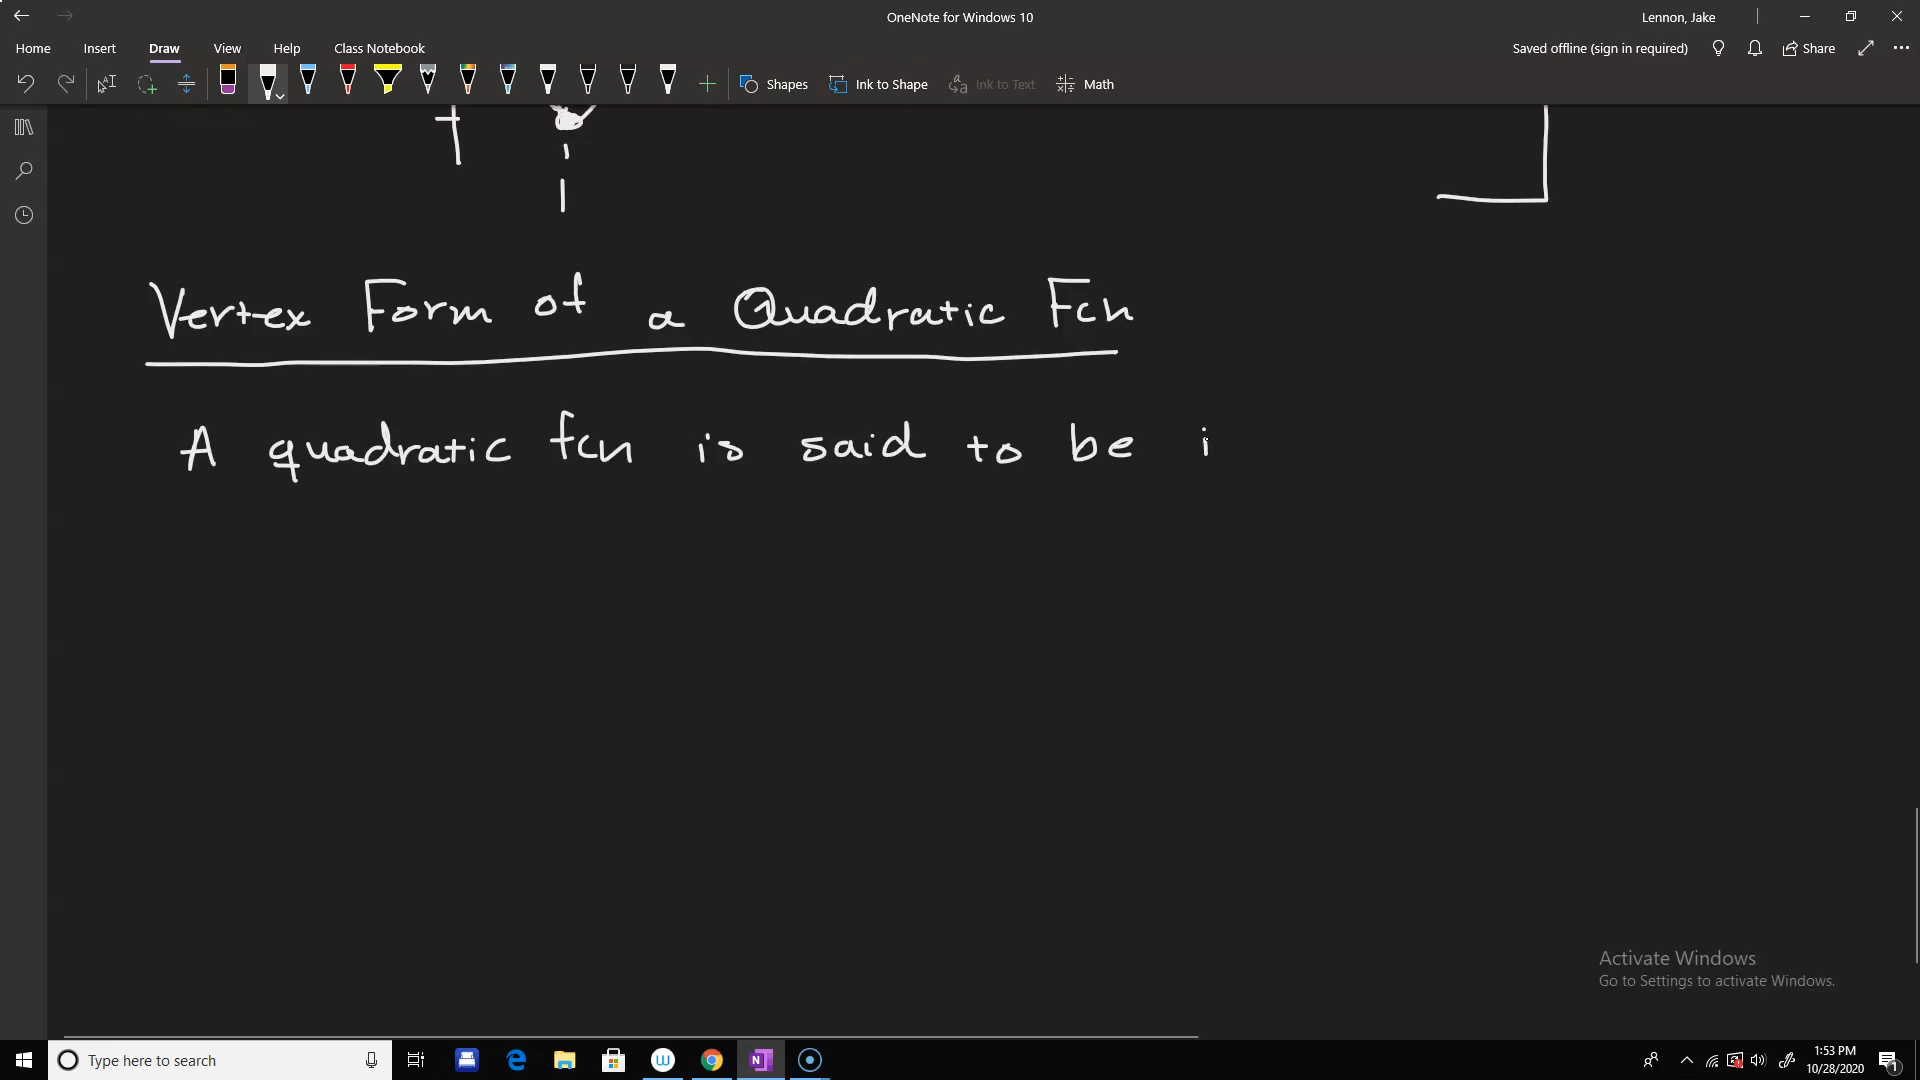 OneNote for Windows 10
Lennon, Jake
Home Insert Draw View Help Class Notebook
Saved offline (sign in required) Share
Shapes Ink to Shape Ink to Text Math
Vertex Form of a Quadratic Fcn
A quadratic fcn is said to be i
Activate Windows
Go to Settings to activate Windows.
Type here to search
1:53 PM
10/28/2020
1